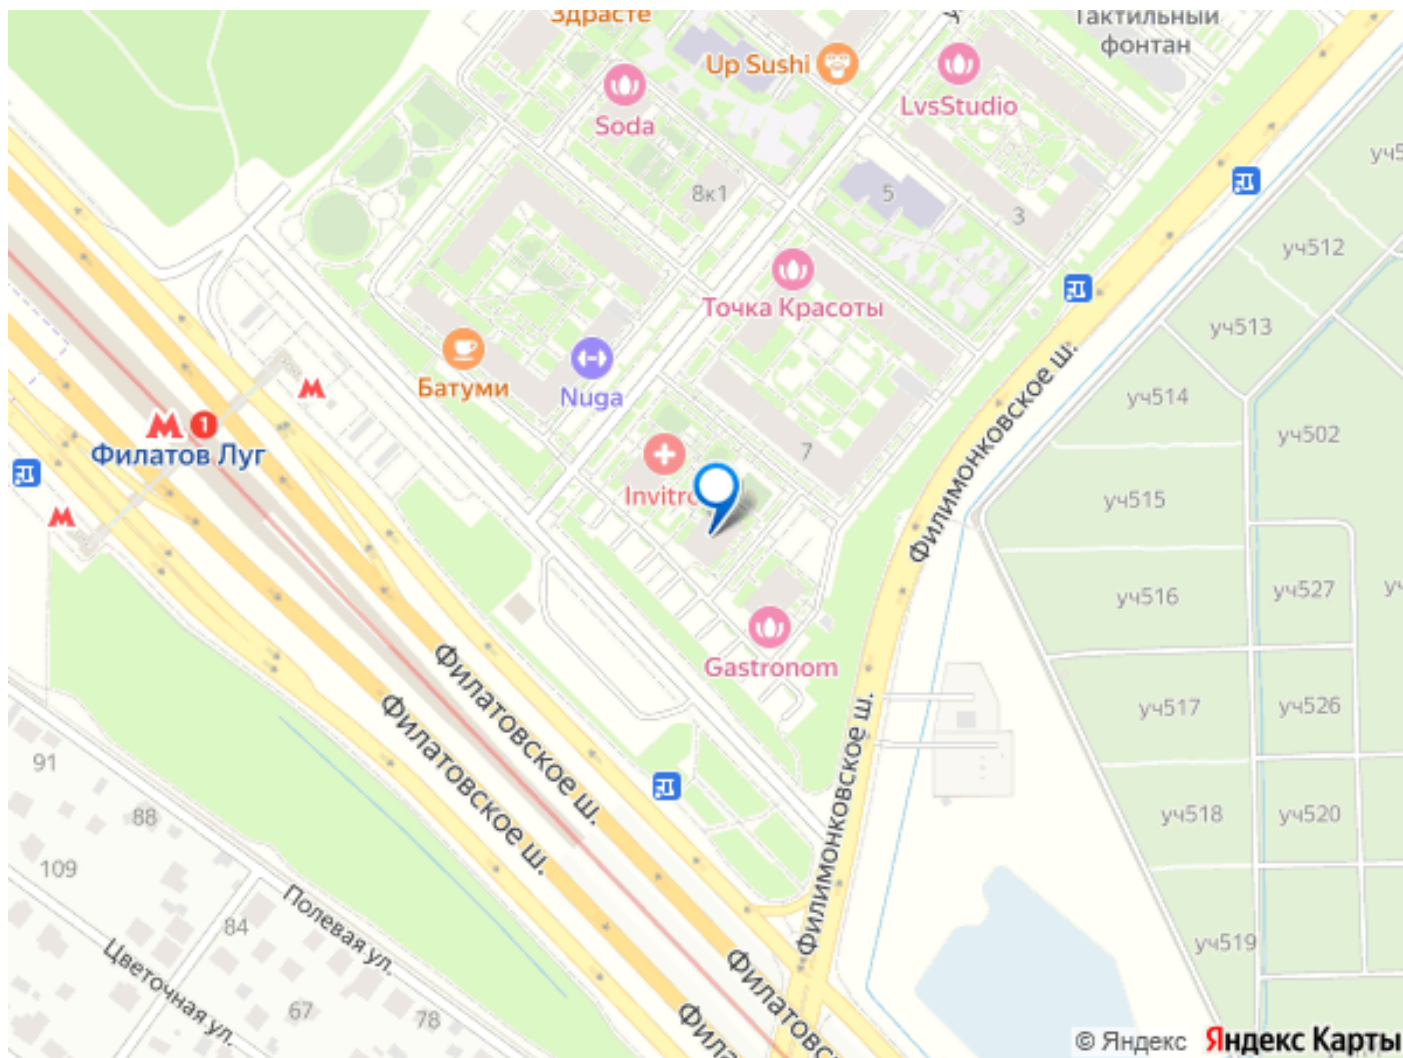 Здрасте
Тактильный
фонтан
Up Sushi
LvsStudio
Soda
8к1
5
3
уч512
уч513
Точка Красоты
Батуми
Nuga
уч514
уч502
Филатов Луг
1
7
Invitro
уч515
Филимонковское ш.
уч516
уч527
Gastronom
Филатовское ш.
Филатовское ш.
Филимонковское ш.
уч517
уч526
91
88
109
84
уч518
уч520
Полевая ул.
Цветочная ул.
67
78
уч519
© Яндекс Яндекс Карты